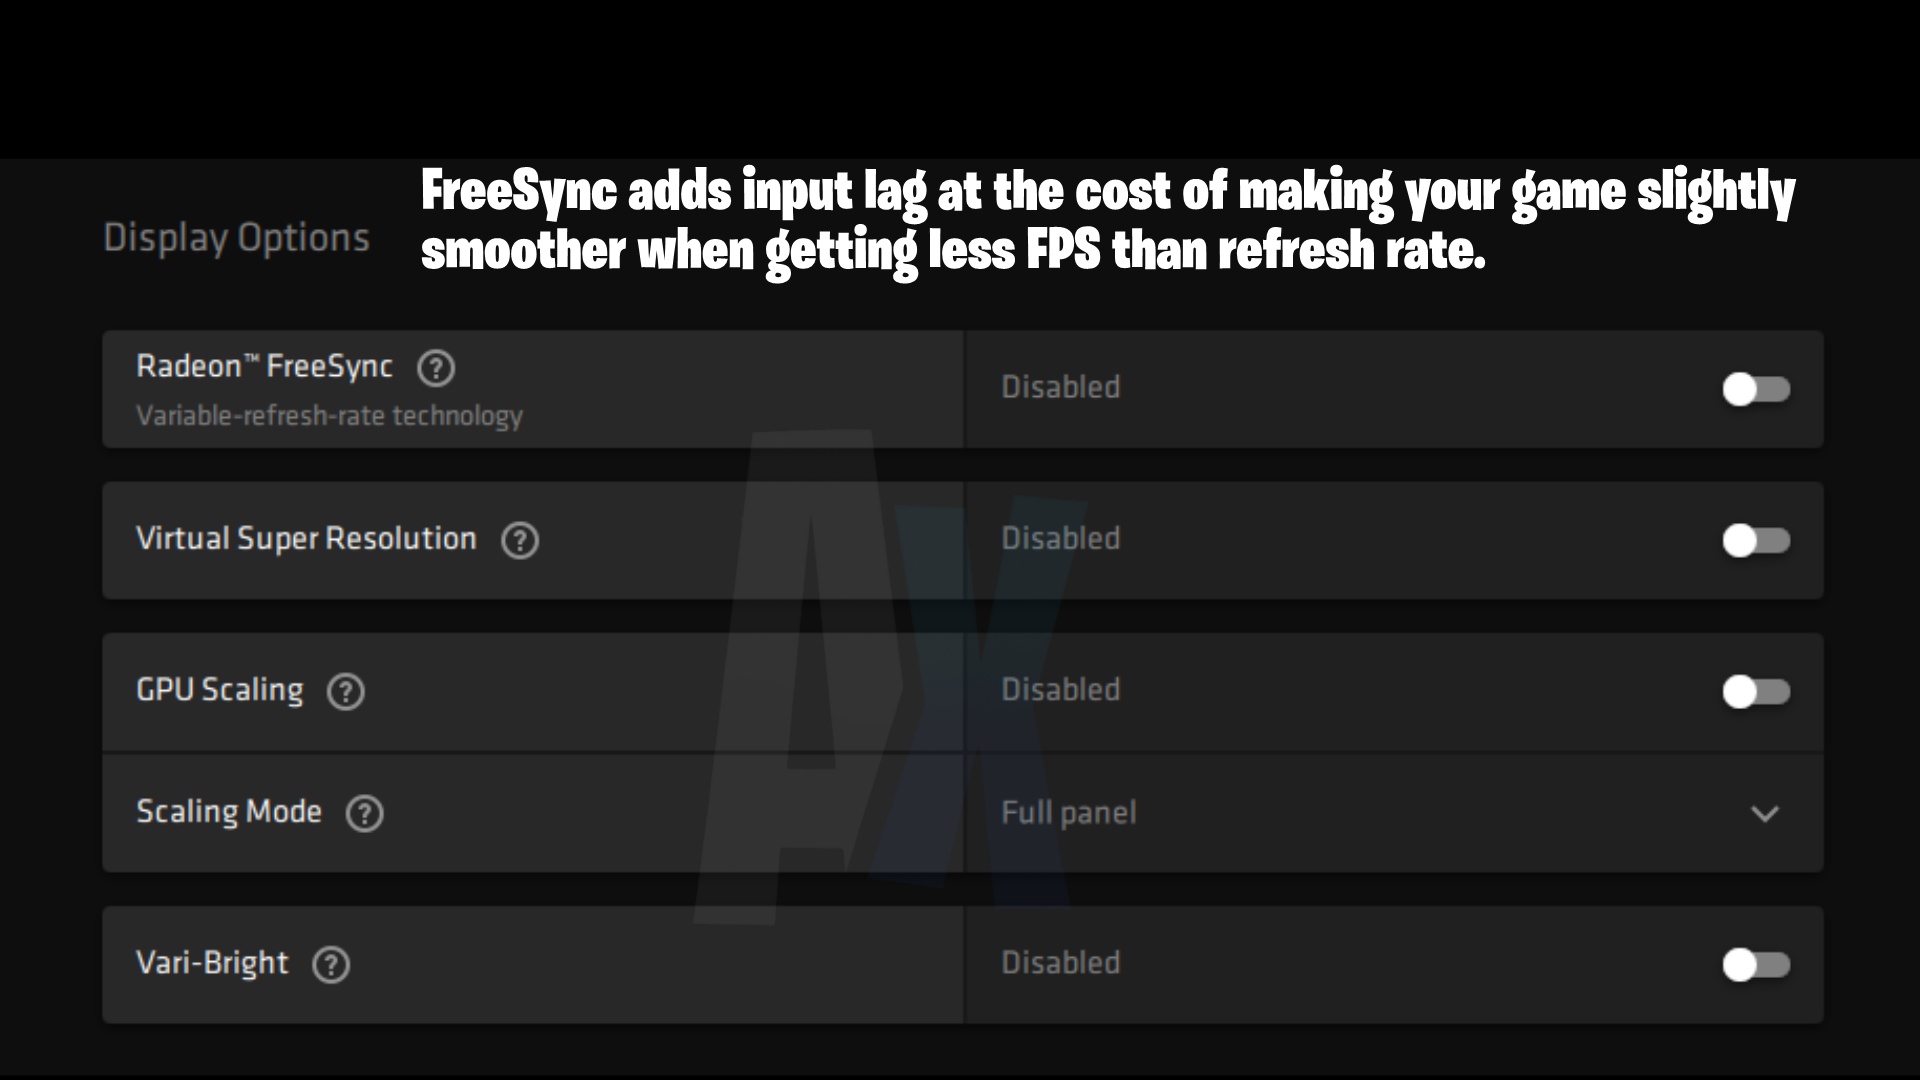 FreeSync adds input lag at the cost of making your game slightly
smoother when getting less FPS than refresh rate.
Display Options
Radeon™ FreeSync ?
Variable-refresh-rate technology
Disabled
Virtual Super Resolution ?
Disabled
GPU Scaling ?
Disabled
Scaling Mode ?
Full panel
Vari-Bright ?
Disabled
AX